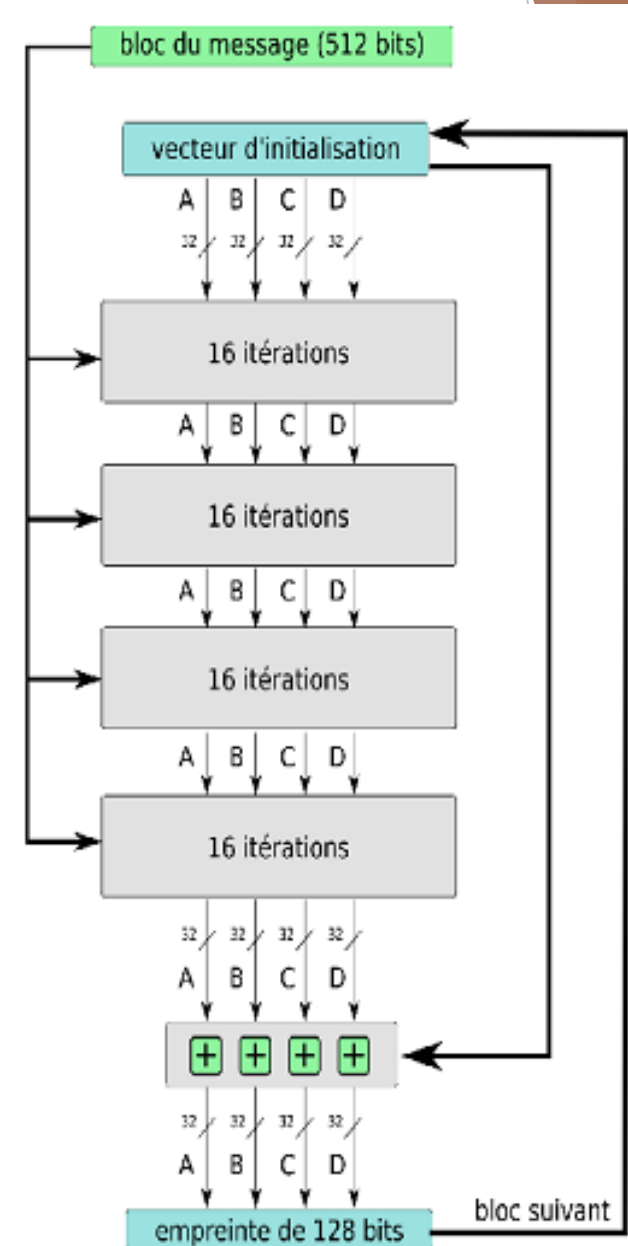 bloc du message (512 bits)
vecteur d'initialisation
A B C D
32 32 32 32
16 itérations
A B C D
16 itérations
A B C D
16 itérations
A B C D
16 itérations
32 32 32 32
A B C D
+ + + +
32 32 32 32
A B C D
bloc suivant
empreinte de 128 bits